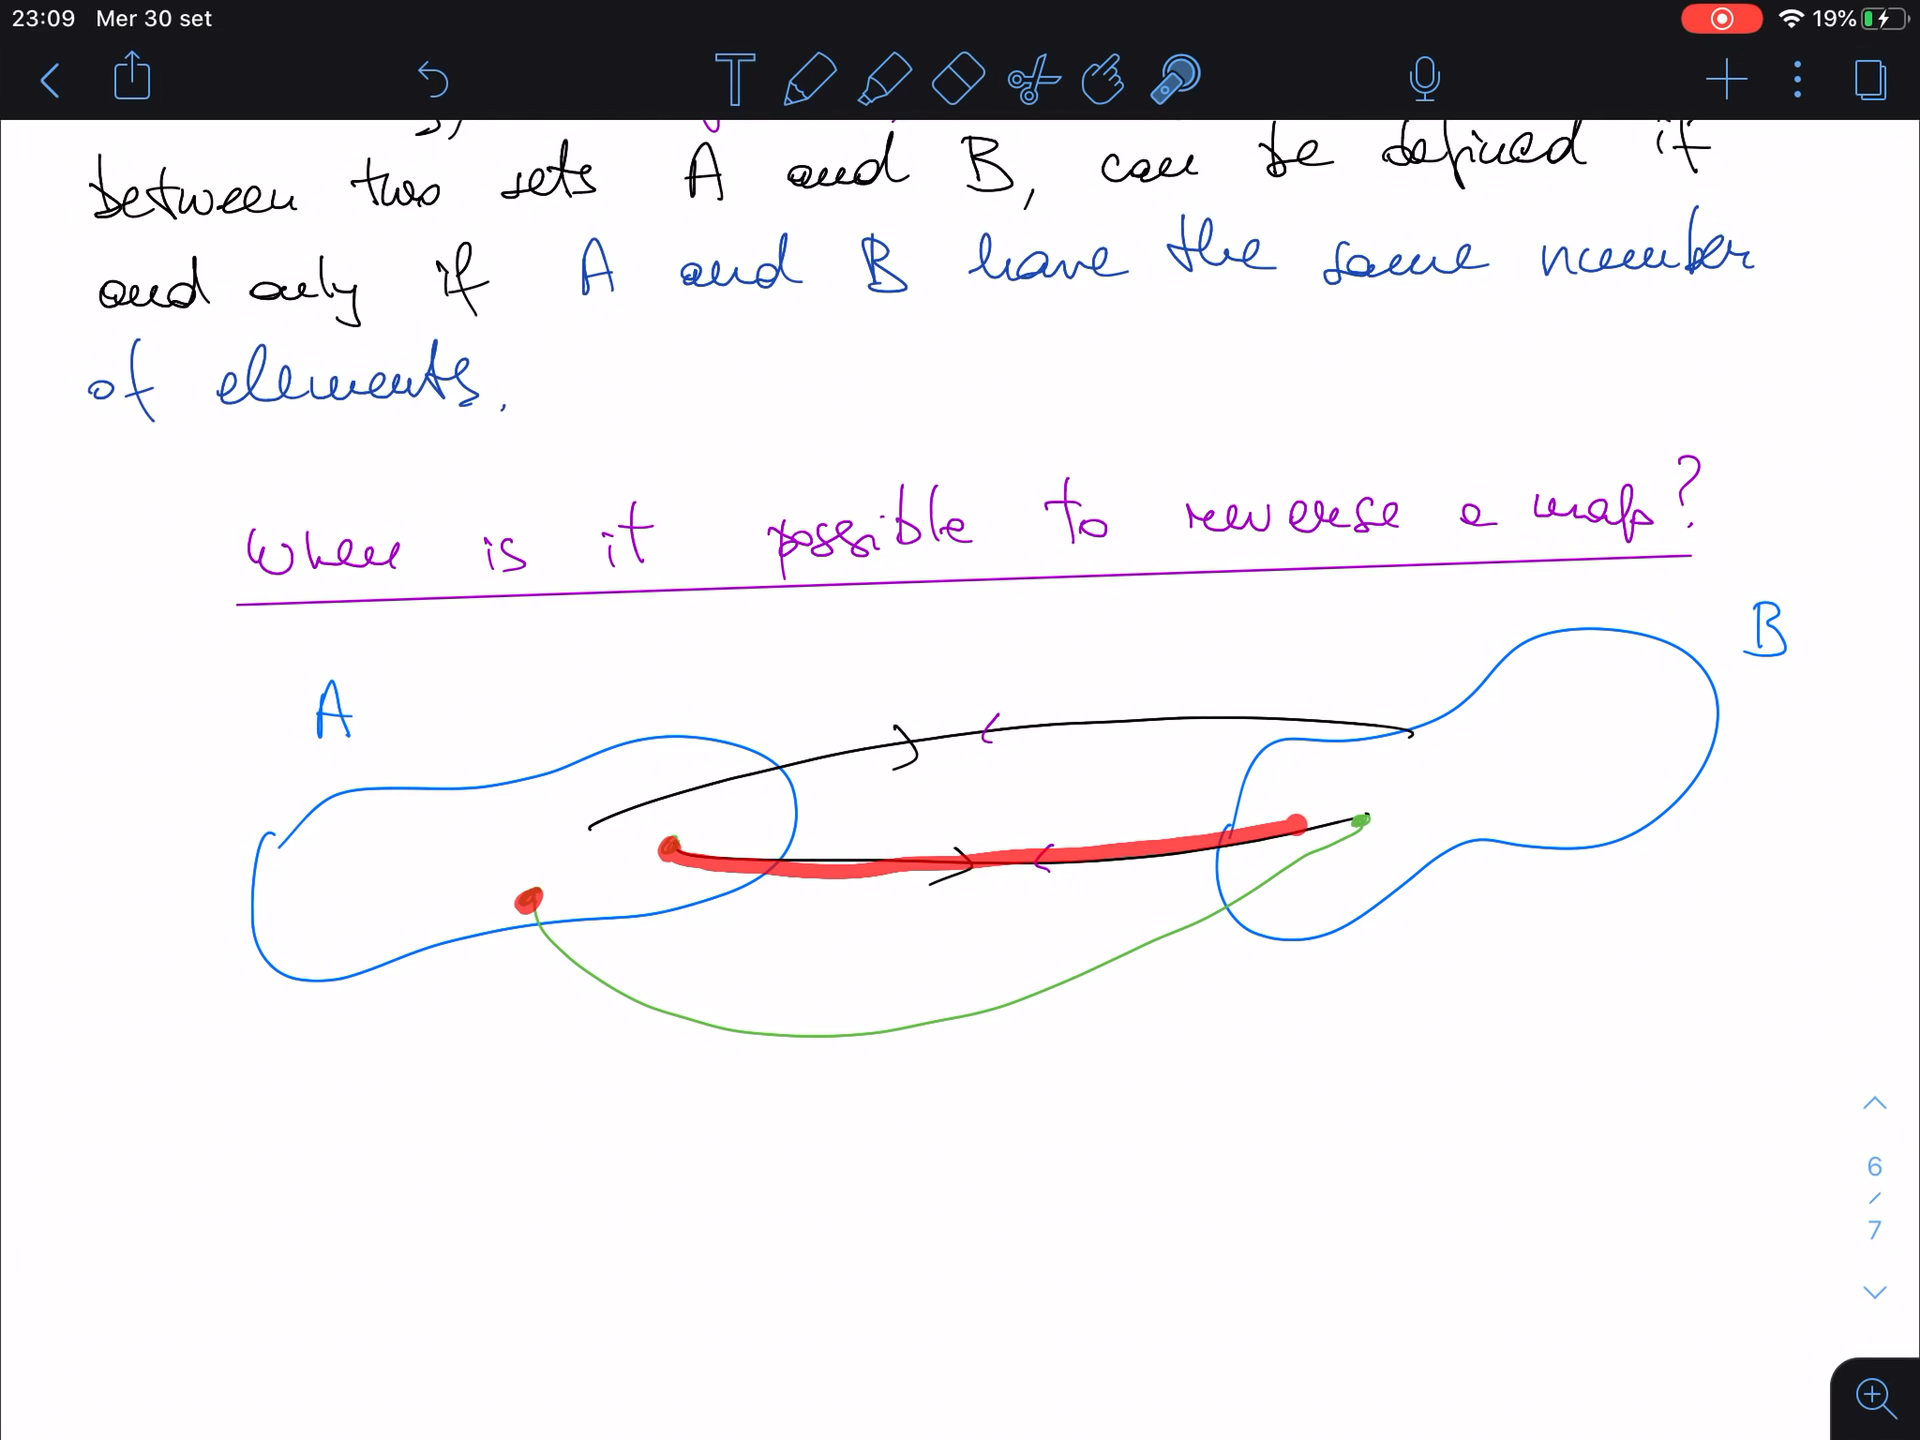 23:09 Mer 30 set 19%
T
between two sets A and B, can be defined if
and only if A and B have the same number
of elements.
When is it possible to reverse a map?
B
A
6
/
7